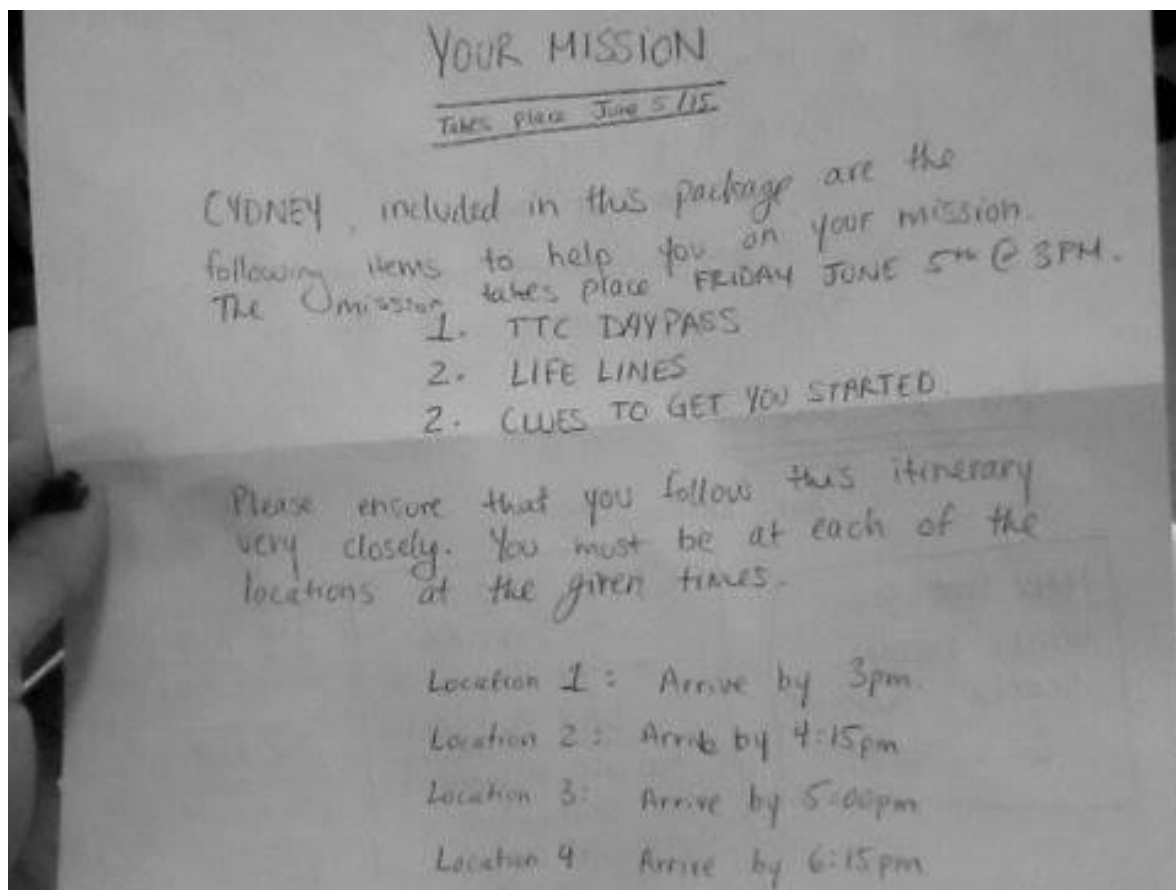 YOUR MISSION
Takes place June 5/15
CYDNEY, included in this package are the
following items to help you on your mission.
The mission takes place FRIDAY JUNE 5th @ 3PM.
1. TTC DAYPASS
2. LIFE LINES
2. CLUES TO GET YOU STARTED
Please ensure that you follow this itinerary
very closely. You must be at each of the
locations at the given times.
Location 1: Arrive by 3pm.
Location 2: Arrive by 4:15pm
Location 3: Arrive by 5:00pm
Location 4 Arrive by 6:15pm